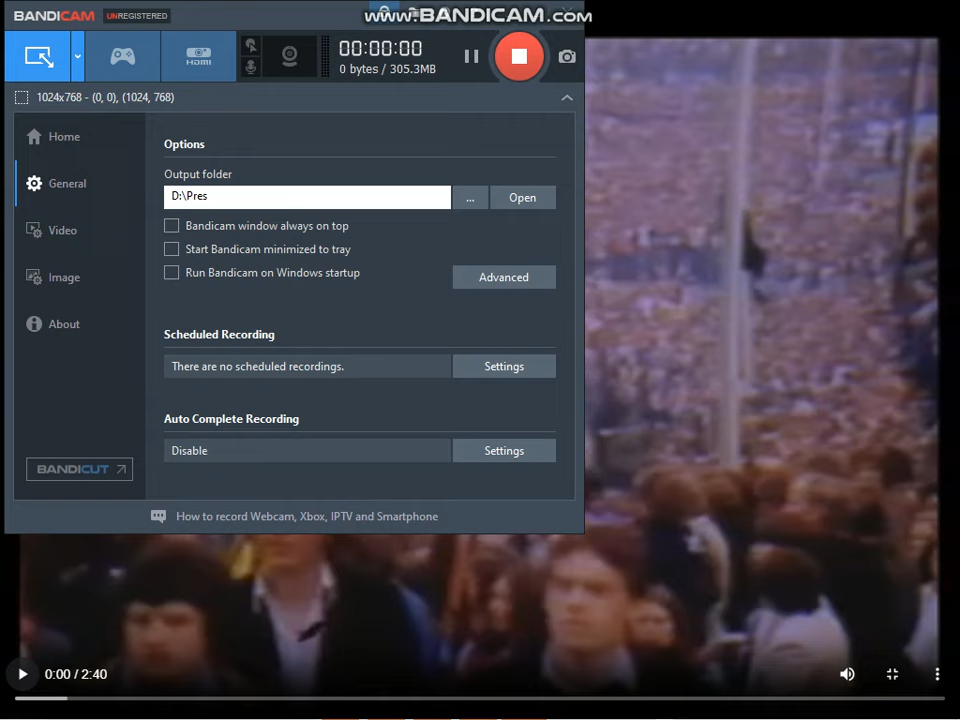 BANDICAM UNREGISTERED
www.BANDICAM.com
HDMI
00:00:00
0 bytes / 305.3MB
1024x768 - (0, 0), (1024, 768)
Home
General
Video
Image
About
BANDICUT
Options
Output folder
D:\Pres
...
Open
Bandicam window always on top
Start Bandicam minimized to tray
Run Bandicam on Windows startup
Advanced
Scheduled Recording
There are no scheduled recordings.
Settings
Auto Complete Recording
Disable
Settings
How to record Webcam, Xbox, IPTV and Smartphone
0:00 / 2:40